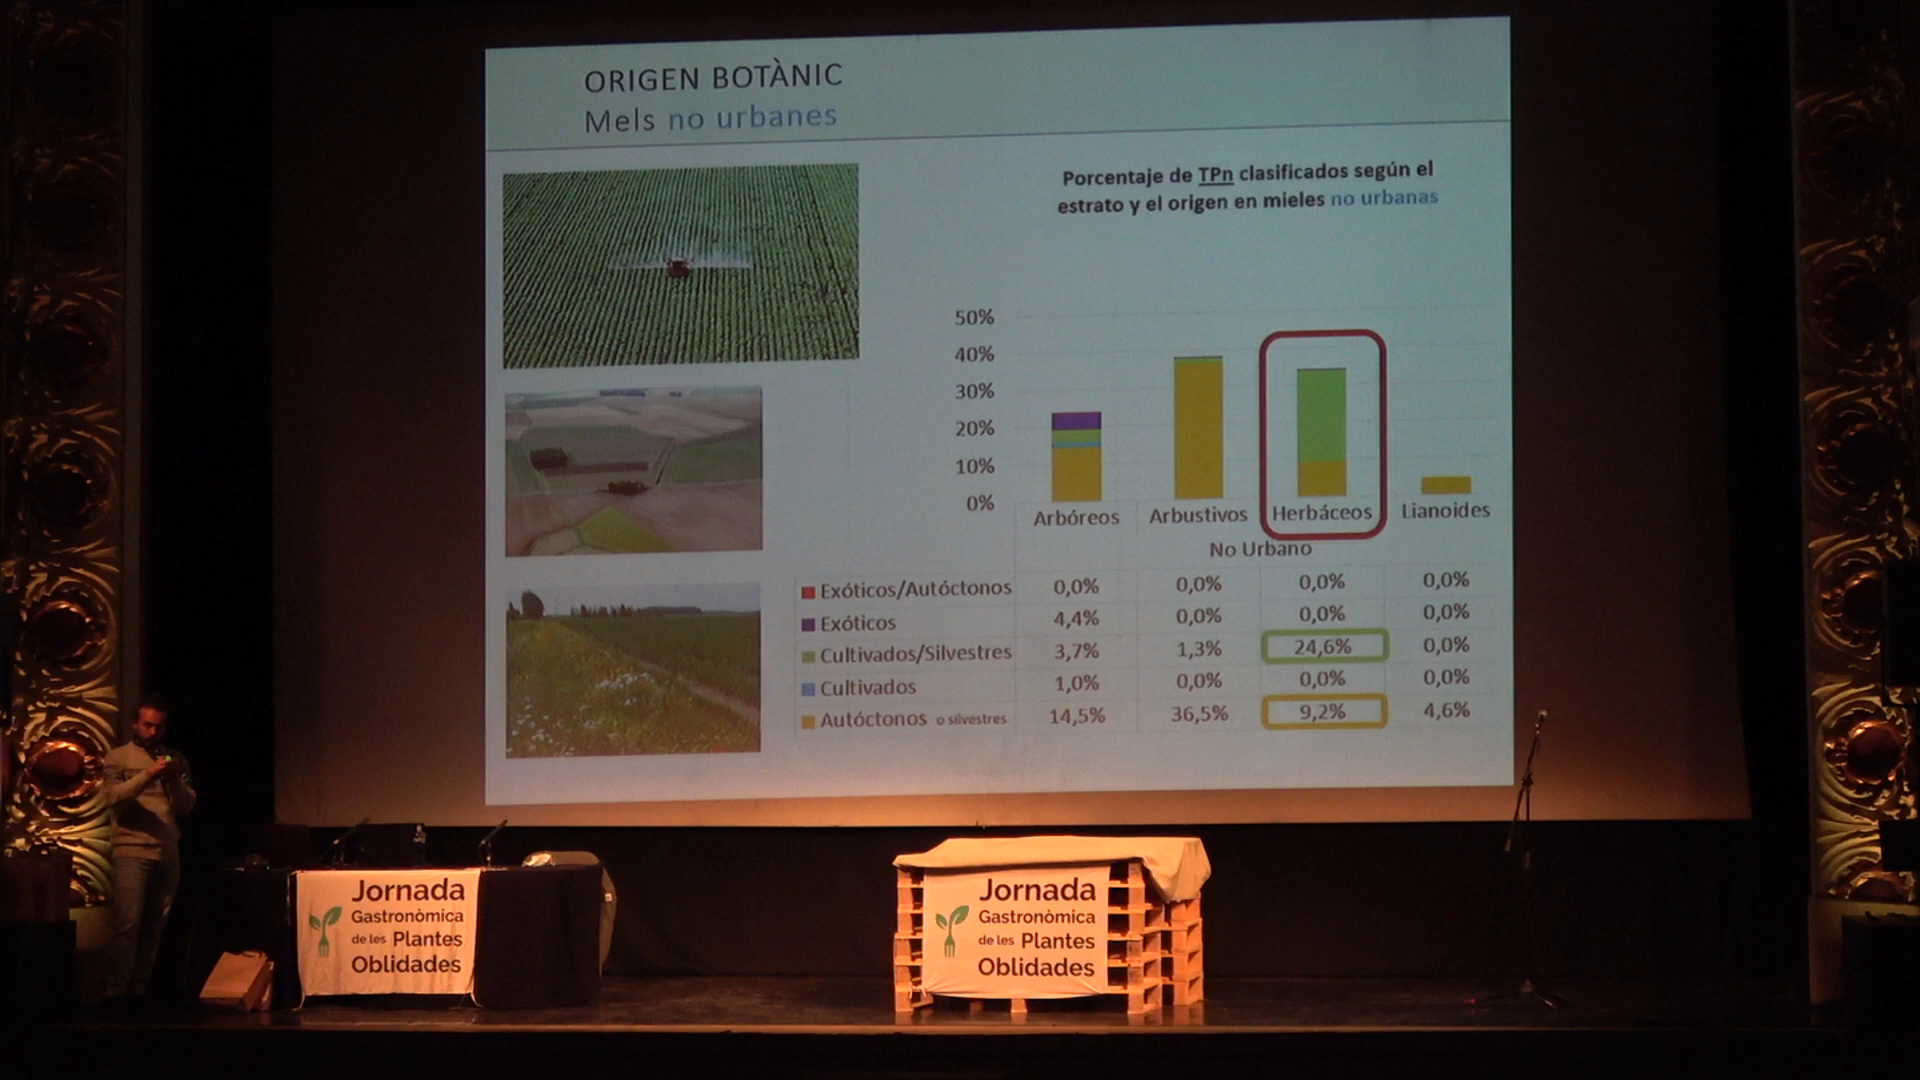 ORIGEN BOTÀNIC
Mels no urbanes
Porcentaje de TPn clasificados según el
estrato y el origen en mieles no urbanas
50%
40%
30%
20%
10%
0%
Arbóreos Arbustivos Herbáceos Lianoides
No Urbano
Exóticos/Autóctonos 0,0% 0,0% 0,0% 0,0%
Exóticos 4,4% 0,0% 0,0% 0,0%
Cultivados/Silvestres 3,7% 1,3% 24,6% 0,0%
Cultivados 1,0% 0,0% 0,0% 0,0%
Autóctonos o silvestres 14,5% 36,5% 9,2% 4,6%
Jornada
Gastronòmica
de les Plantes
Oblidades
Jornada
Gastronòmica
de les Plantes
Oblidades